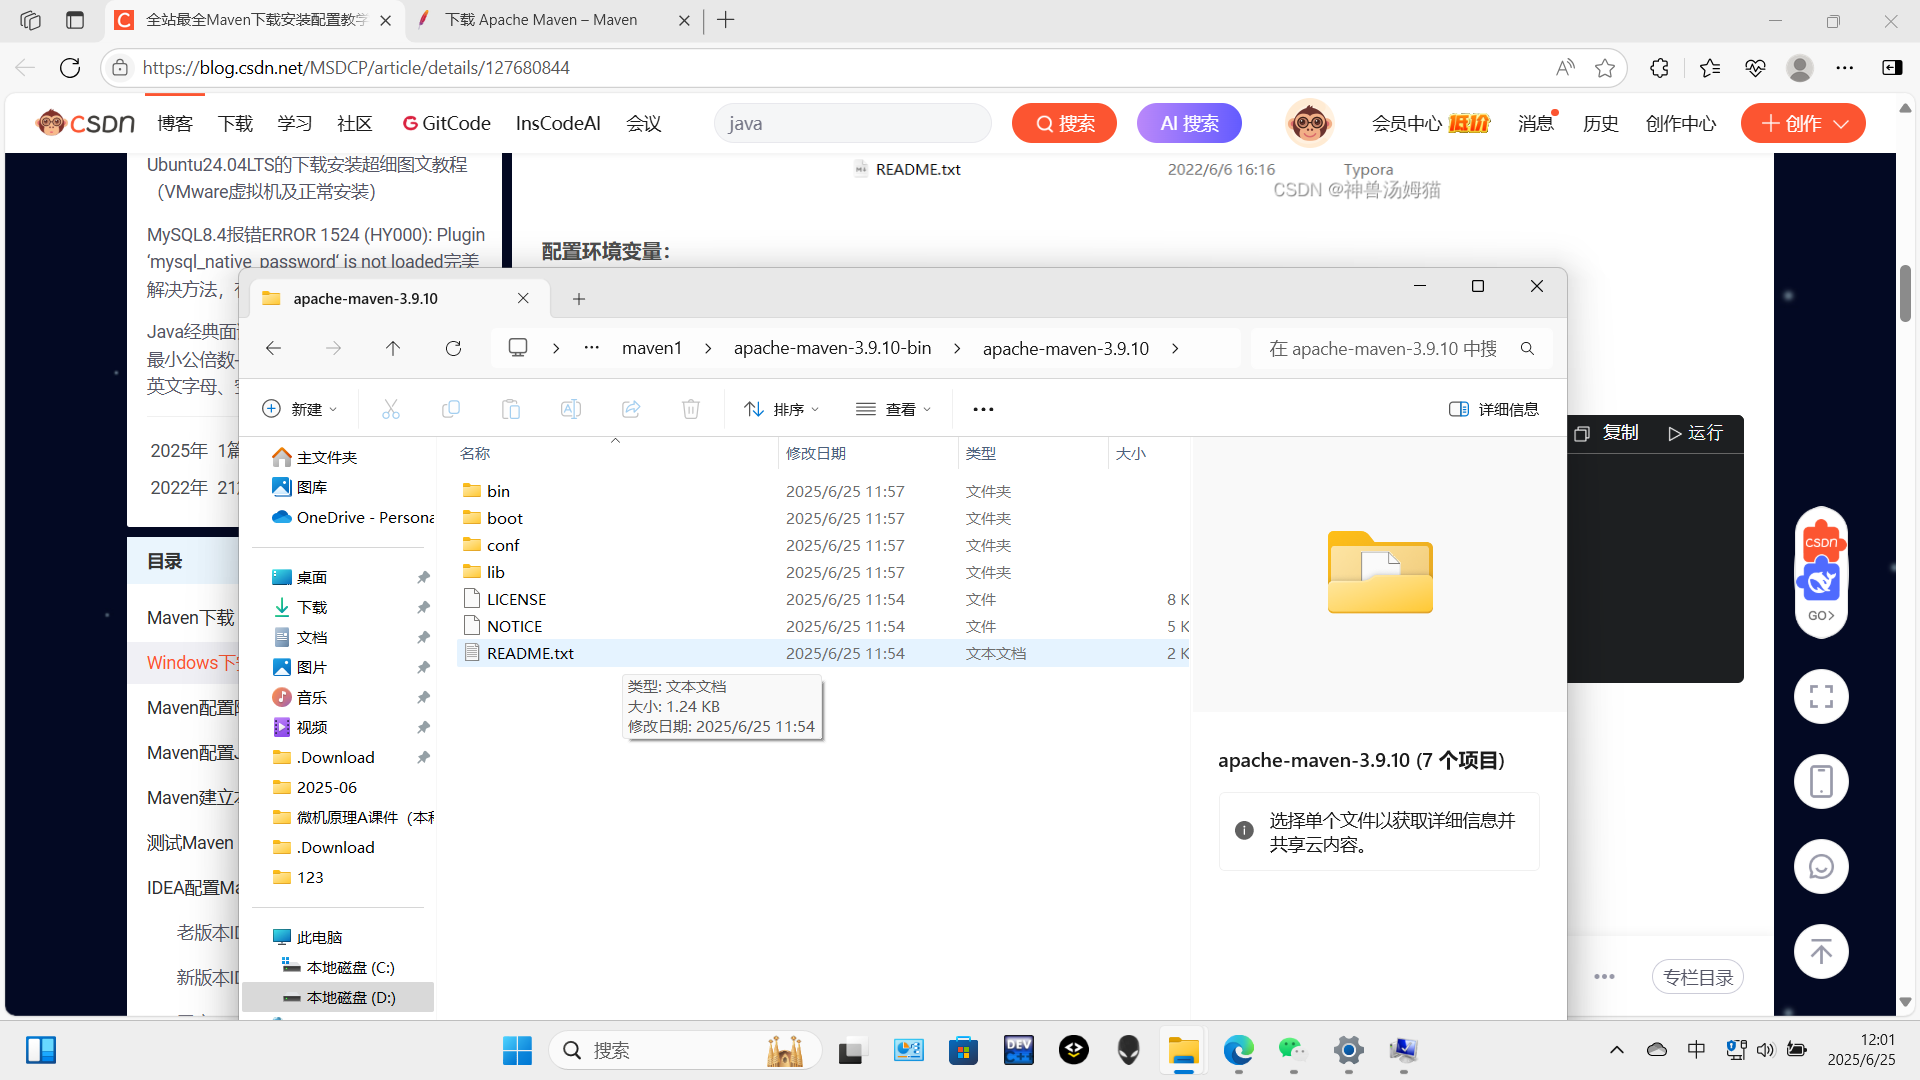 全站最全Maven下载安装配置教学
下载 Apache Maven – Maven
https://blog.csdn.net/MSDCP/article/details/127680844
CSDN
博客
下载
学习
社区
GitCode
InsCodeAI
会议
java
搜索
AI 搜索
会员中心
低价
消息
历史
创作中心
创作
Ubuntu24.04LTS的下载安装超细图文教程
（VMware虚拟机及正常安装）
MySQL8.4报错ERROR 1524 (HY000): Plugin
‘mysql_native_password‘ is not loaded完美
解决方法，
Java经典面
最小公倍数
英文字母、
2025年 1篇
2022年 21
目录
Maven下载
Windows下
Maven配置
Maven配置
Maven建立
测试Maven
IDEA配置Ma
老版本ID
新版本ID
README.txt 2022/6/6 16:16 Typora
CSDN @神兽汤姆猫
配置环境变量：
复制
运行
apache-maven-3.9.10
maven1 > apache-maven-3.9.10-bin > apache-maven-3.9.10 >
在 apache-maven-3.9.10 中搜
新建
排序
查看
详细信息
主文件夹
图库
OneDrive - Persona
桌面
下载
文档
图片
音乐
视频
.Download
2025-06
微机原理A课件（本科
.Download
123
此电脑
本地磁盘 (C:)
本地磁盘 (D:)
名称 修改日期 类型 大小
bin 2025/6/25 11:57 文件夹
boot 2025/6/25 11:57 文件夹
conf 2025/6/25 11:57 文件夹
lib 2025/6/25 11:57 文件夹
LICENSE 2025/6/25 11:54 文件 8 K
NOTICE 2025/6/25 11:54 文件 5 K
README.txt 2025/6/25 11:54 文本文档 2 K
类型: 文本文档
大小: 1.24 KB
修改日期: 2025/6/25 11:54
apache-maven-3.9.10 (7 个项目)
选择单个文件以获取详细信息并
共享云内容。
CSDN
GO>
专栏目录
搜索
DEV
C++
中
12:01
2025/6/25